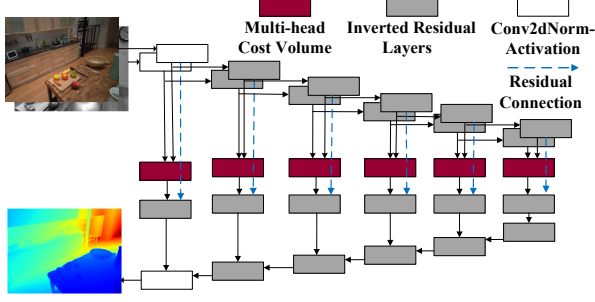 Multi-head
Cost Volume
Inverted Residual
Layers
Conv2dNorm-
Activation
Residual
Connection